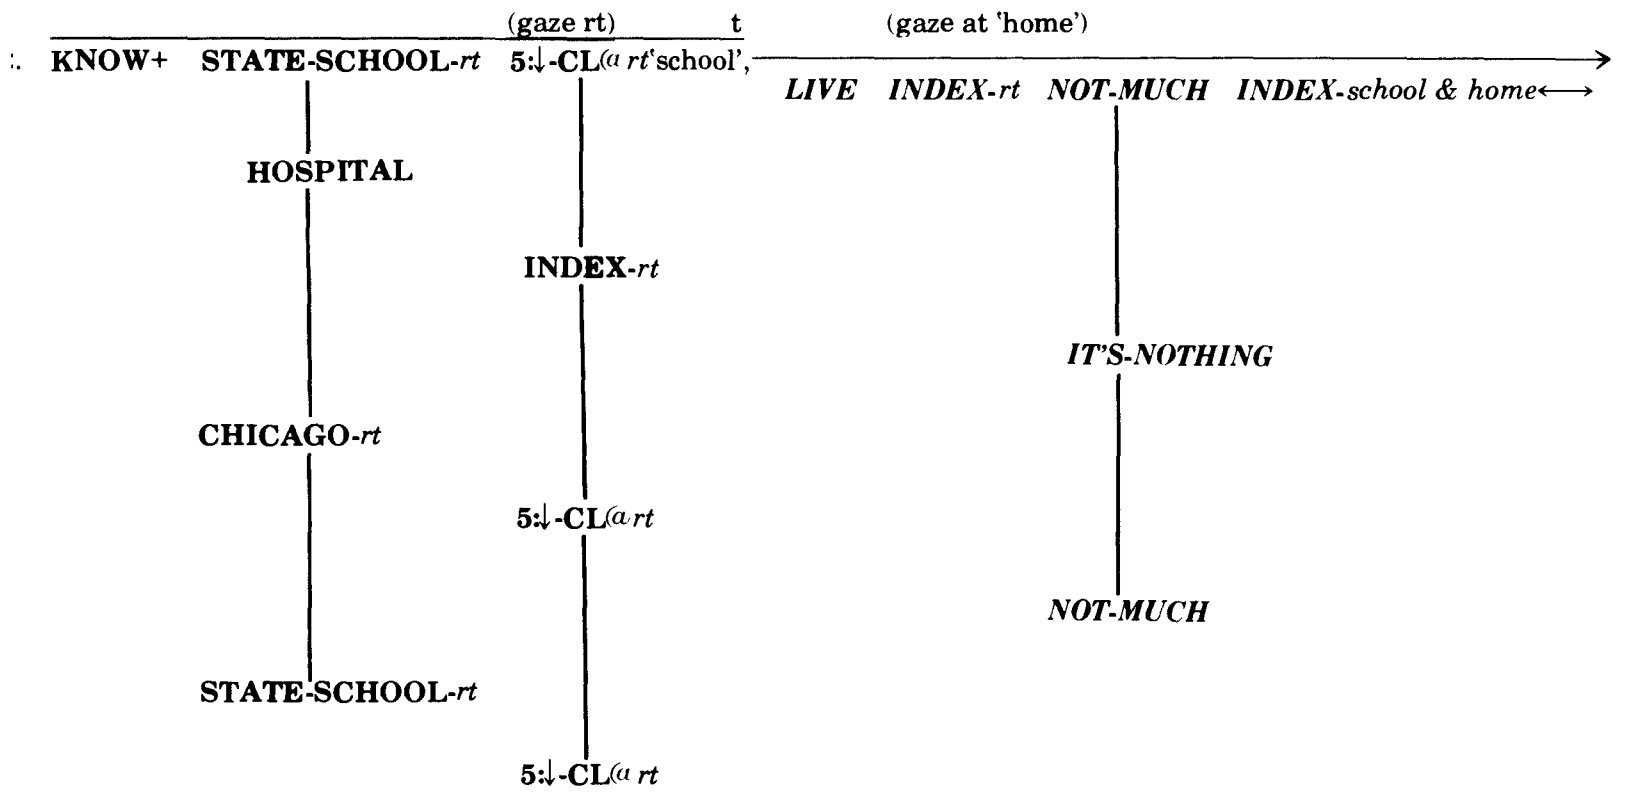 (gaze rt) t (gaze at 'home')
:. KNOW+ STATE-SCHOOL-rt 5:↓-CL@rt'school',
LIVE INDEX-rt NOT-MUCH INDEX-school & home←→
HOSPITAL
INDEX-rt
IT'S-NOTHING
CHICAGO-rt
5:↓-CL@rt
NOT-MUCH
STATE-SCHOOL-rt
5:↓-CL@rt